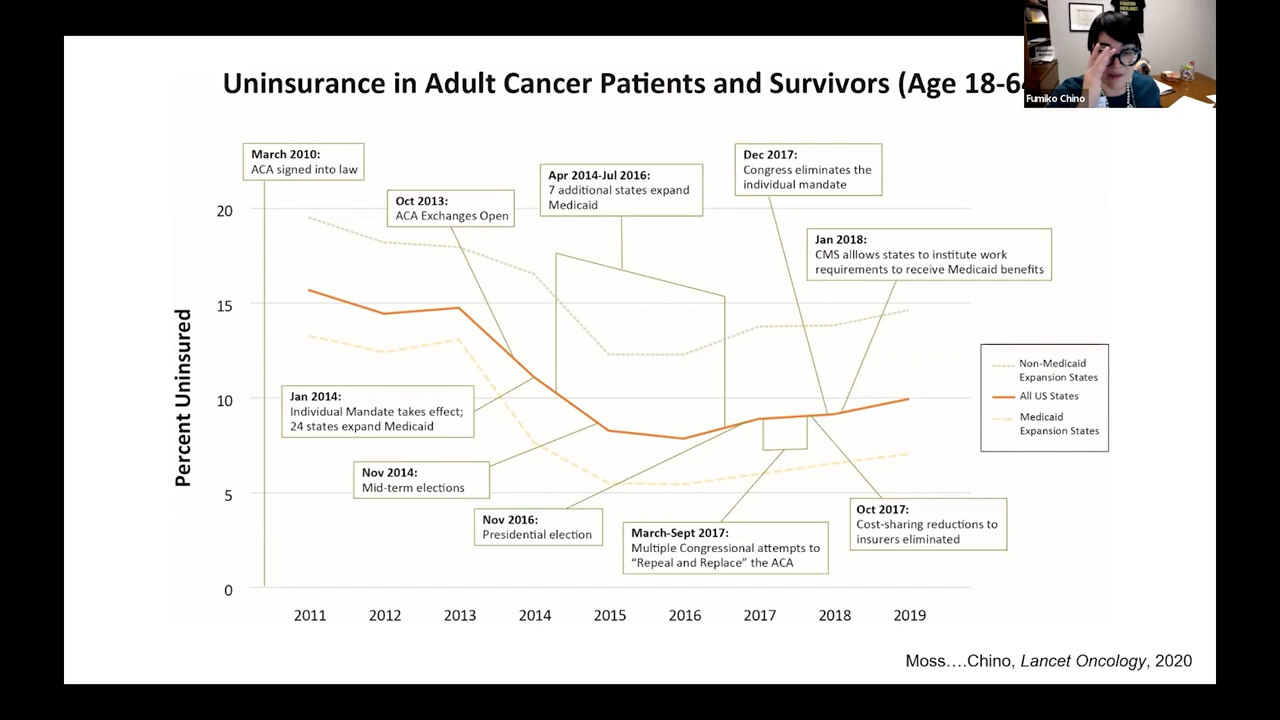 Uninsurance in Adult Cancer Patients and Survivors (Age 18-6
Fumiko Chino
March 2010:
ACA signed into law
Oct 2013:
ACA Exchanges Open
Apr 2014-Jul 2016:
7 additional states expand
Medicaid
Dec 2017:
Congress eliminates the
individual mandate
Jan 2018:
CMS alllows states to institute work
requirements to receive Medicaid benefits
Percent Uninsured
20
15
10
5
0
Jan 2014:
Individual Mandate takes effect;
24 states expand Medicaid
Nov 2014:
Mid-term elections
Nov 2016:
Presidential election
March-Sept 2017:
Multiple Congressional attempts to
“Repeal and Replace” the ACA
Oct 2017:
Cost-sharing reductions to
insurers eliminated
Non-Medicaid
Expansion States
All US States
Medicaid
Expansion States
2011 2012 2013 2014 2015 2016 2017 2018 2019
Moss….Chino, Lancet Oncology, 2020